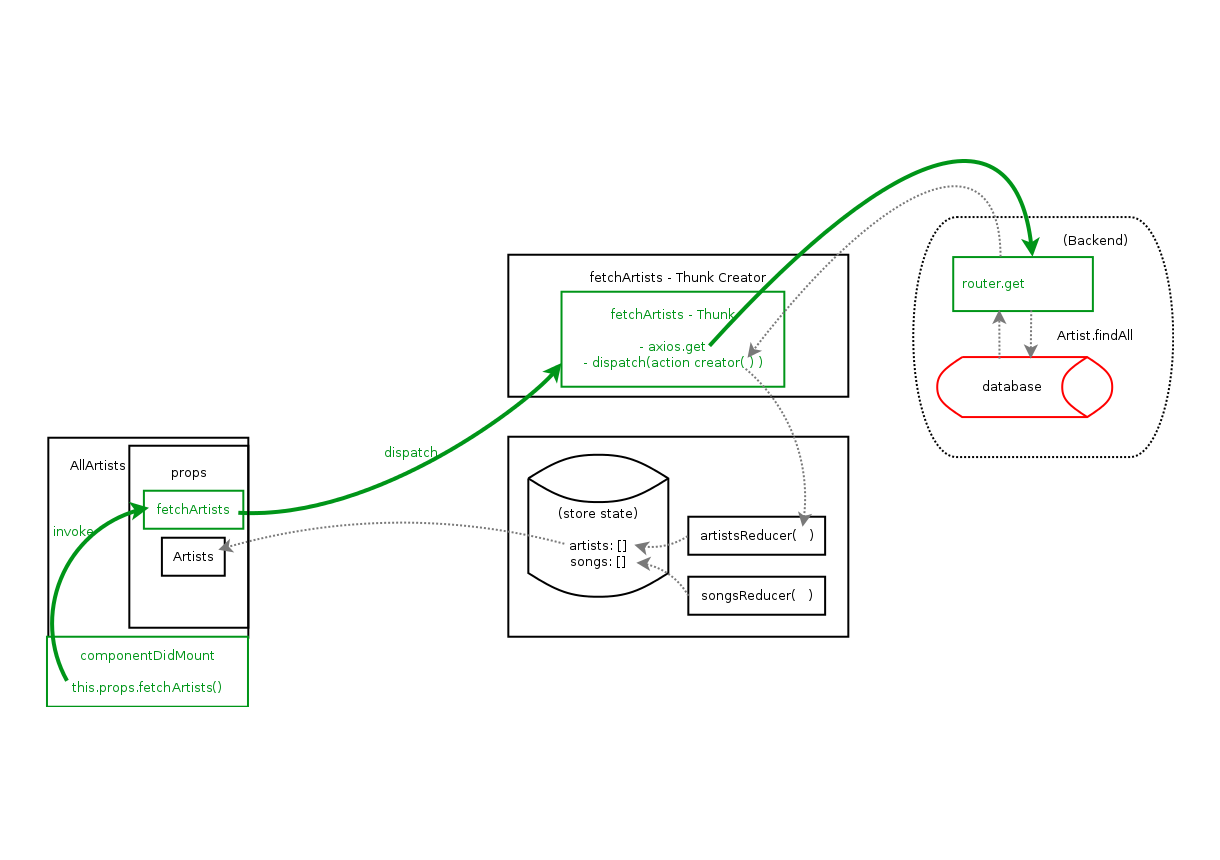 (Backend)
router.get
Artist.findAll
database
fetchArtists - Thunk Creator
fetchArtists - Thunk
- axios.get
- dispatch(action creator( ) )
dispatch
AllArtists
props
fetchArtists
invoke
Artists
componentDidMount
this.props.fetchArtists()
(store state)
artists: []
songs: []
artistsReducer( )
songsReducer( )